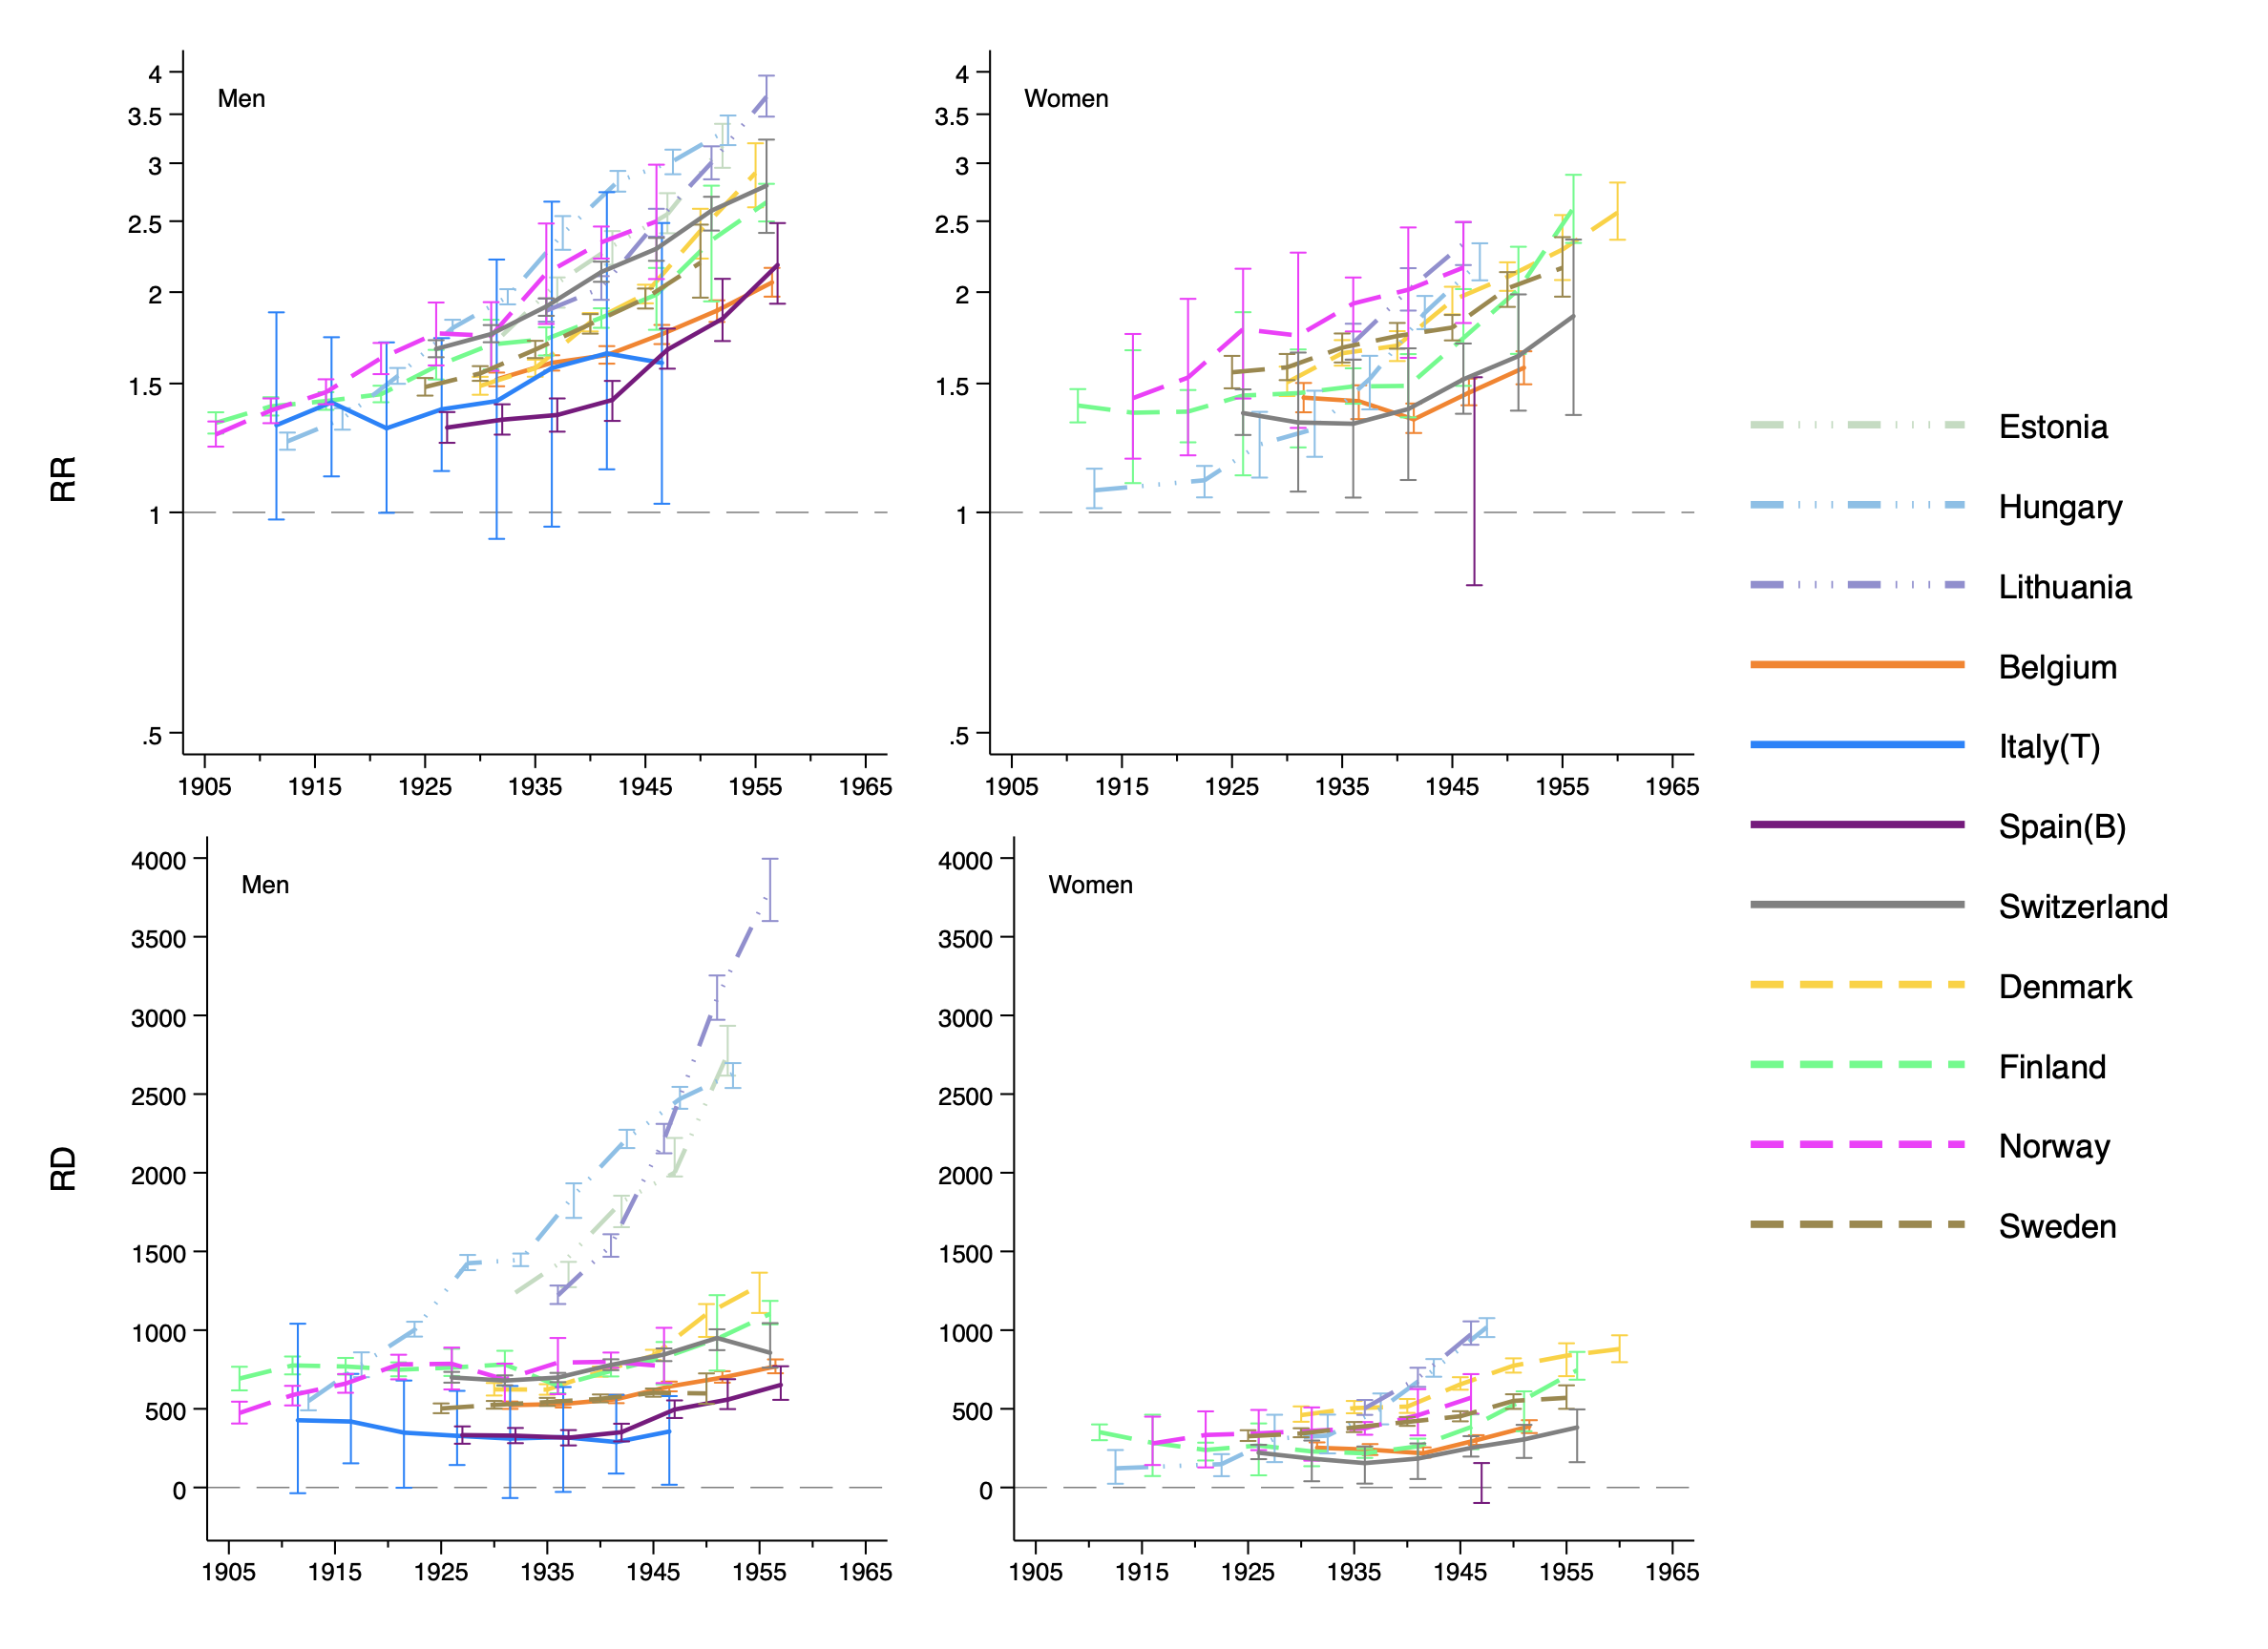 RR
Men
4
3.5
3
2.5
2
1.5
1
.5
1905 1915 1925 1935 1945 1955 1965
Women
4
3.5
3
2.5
2
1.5
1
.5
1905 1915 1925 1935 1945 1955 1965
RD
Men
4000
3500
3000
2500
2000
1500
1000
500
0
1905 1915 1925 1935 1945 1955 1965
Women
4000
3500
3000
2500
2000
1500
1000
500
0
1905 1915 1925 1935 1945 1955 1965
Estonia
Hungary
Lithuania
Belgium
Italy(T)
Spain(B)
Switzerland
Denmark
Finland
Norway
Sweden